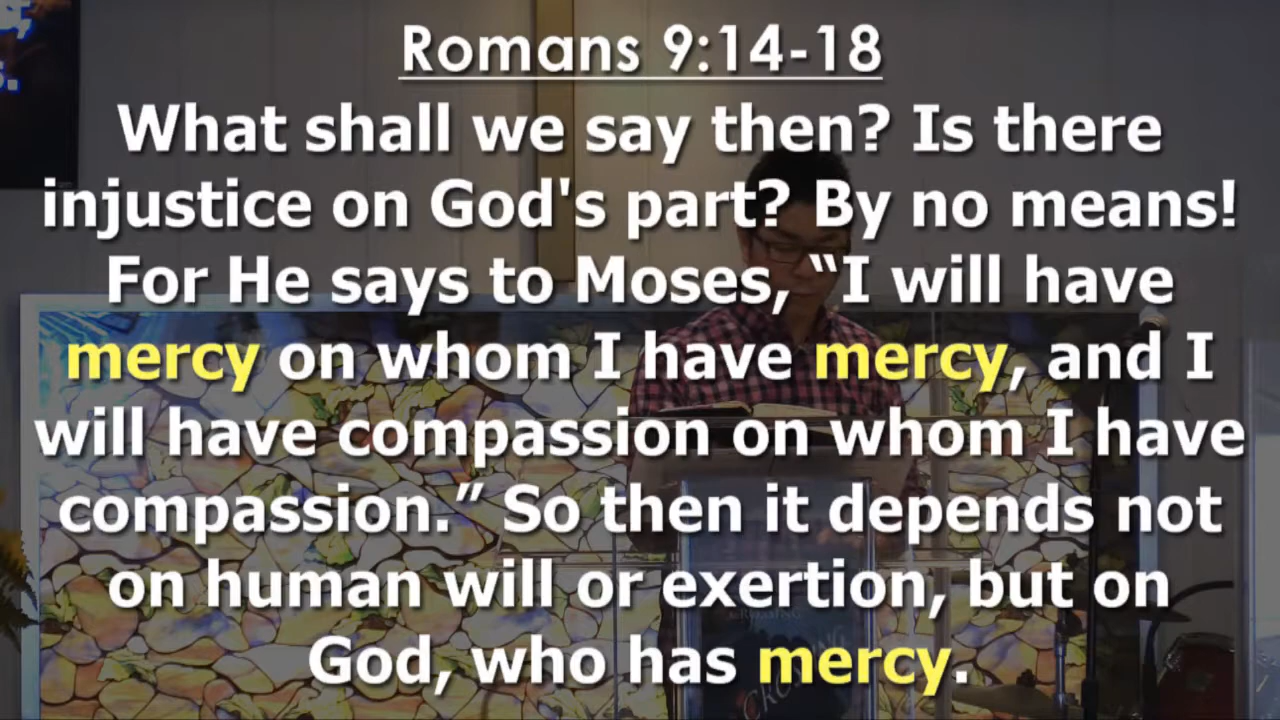 Romans 9:14-18
What shall we say then? Is there
injustice on God's part? By no means!
For He says to Moses, “I will have
mercy on whom I have mercy, and I
will have compassion on whom I have
compassion.” So then it depends not
on human will or exertion, but on
God, who has mercy.